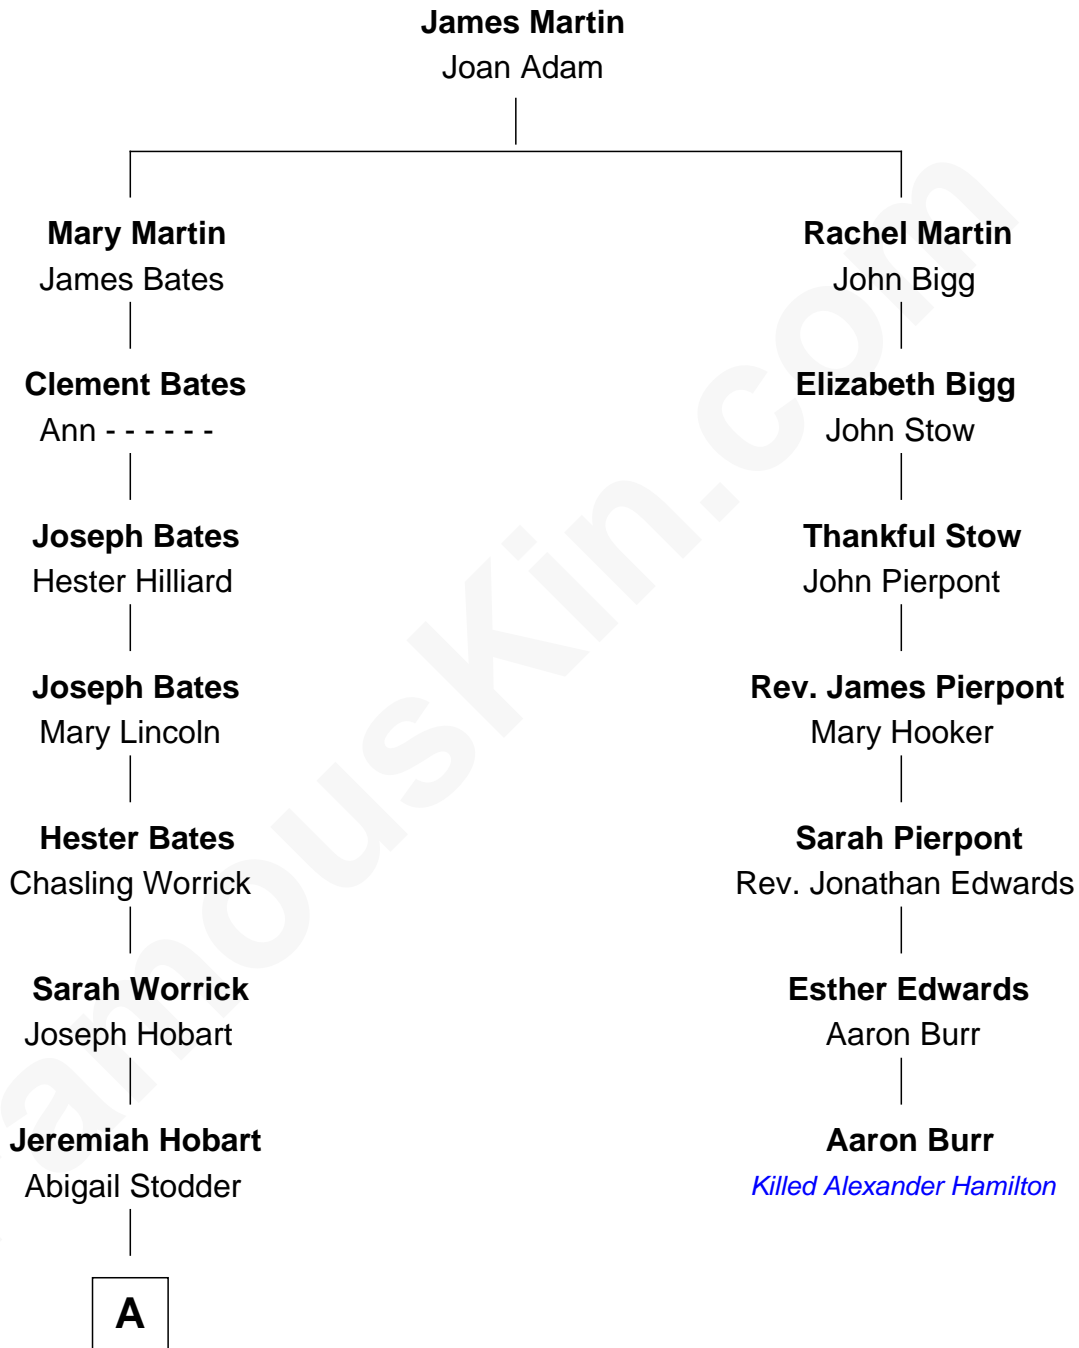 James Martin
Joan Adam
Mary Martin
James Bates
Rachel Martin
John Bigg
Clement Bates
Ann - - - - - -
Elizabeth Bigg
John Stow
Joseph Bates
Hester Hilliard
Thankful Stow
John Pierpont
Joseph Bates
Mary Lincoln
Rev. James Pierpont
Mary Hooker
Hester Bates
Chasling Worrick
Sarah Pierpont
Rev. Jonathan Edwards
Sarah Worrick
Joseph Hobart
Esther Edwards
Aaron Burr
Jeremiah Hobart
Abigail Stodder
Aaron Burr
Killed Alexander Hamilton
A
amousKin.com